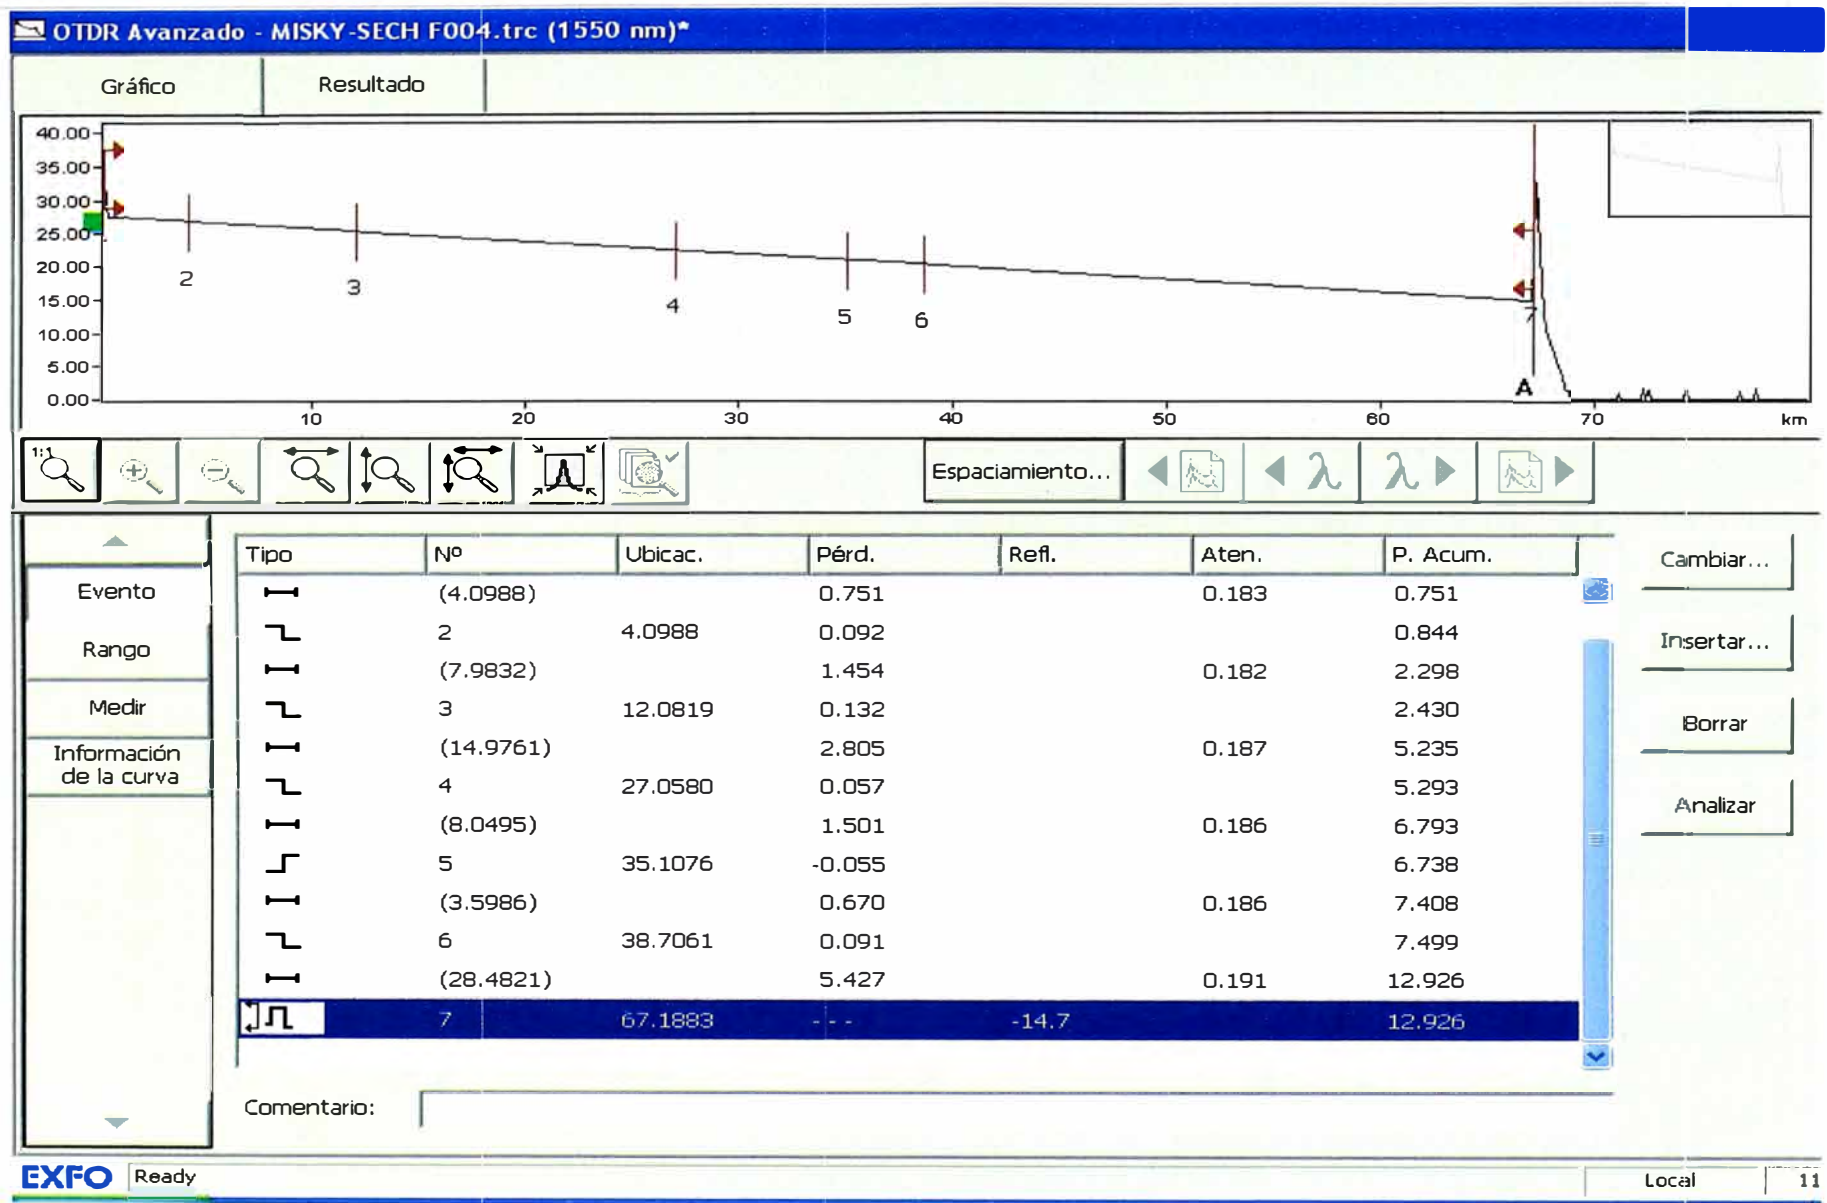 OTDR Avanzado - MISKY-SECH F004.trc (1550 nm)*
Gráfico Resultado
40.00
35.00
30.00
25.00
20.00
15.00
10.00
5.00
0.00
2 3 4 5 6 7
A
10 20 30 40 50 60 70 km
1:1 Espaciamiento... λ λ
Tipo Nº Ubicac. Pérd. Refl. Aten. P. Acum.
(4.0988) 0.751 0.183 0.751
2 4.0988 0.092 0.844
(7.9832) 1.454 0.182 2.298
3 12.0819 0.132 2.430
(14.9761) 2.805 0.187 5.235
4 27.0580 0.057 5.293
(8.0495) 1.501 0.186 6.793
5 35.1076 -0.055 6.738
(3.5986) 0.670 0.186 7.408
6 38.7061 0.091 7.499
(28.4821) 5.427 0.191 12.926
7 67.1883 --- -14.7 12.926
Evento
Rango
Medir
Información
de la curva
Cambiar...
Insertar...
Borrar
Analizar
Comentario:
EXFO Ready Local 11